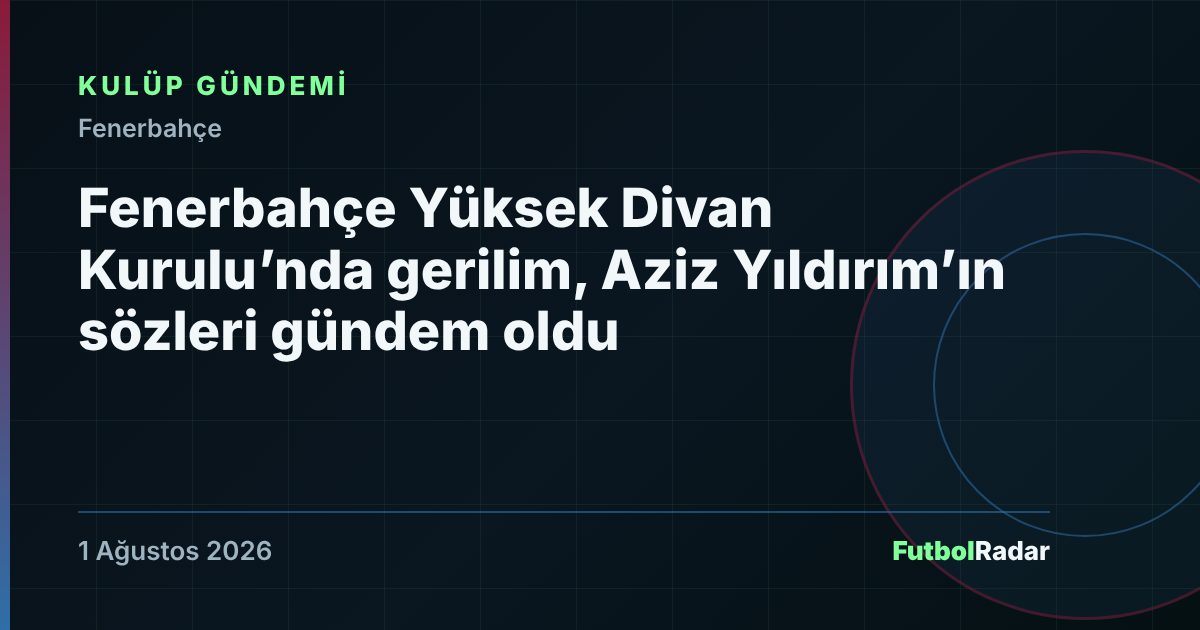 KULÜP GÜNDEMİ
Fenerbahçe
Fenerbahçe Yüksek Divan
Kurulu’nda gerilim, Aziz Yıldırım’ın
sözleri gündem oldu
1 Ağustos 2026
FutbolRadar